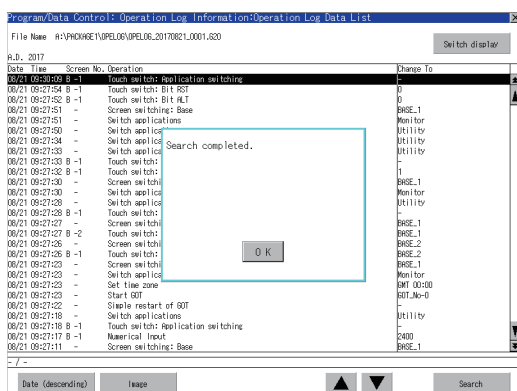 Program/Data Control: Operation Log Information:Operation Log Data List
File Name A:\PACKAGE1\OPELOG\OPELOG_20170821_0001.G2O
Switch display
A.D. 2017
Date Time Screen No. Operation Change To
08/21 09:30:09 B -1 Touch switch: Application switching -
08/21 09:27:54 B -1 Touch switch: Bit RST 0
08/21 09:27:52 B -1 Touch switch: Bit ALT 0
08/21 09:27:51 - Screen switching: Base BASE_1
08/21 09:27:51 - Switch applications Monitor
08/21 09:27:50 - Switch applica Utility
08/21 09:27:34 - Switch applica Utility
08/21 09:27:33 - Switch applica Utility
08/21 09:27:33 B -1 Touch switch: -
08/21 09:27:32 B -1 Touch switch: 1
08/21 09:27:30 - Screen switchi BASE_1
08/21 09:27:30 - Switch applica Monitor
08/21 09:27:28 - Switch applica Utility
08/21 09:27:28 B -1 Touch switch: -
08/21 09:27:27 - Screen switchi BASE_1
08/21 09:27:27 B -2 Touch switch: BASE_1
08/21 09:27:26 - Screen switchi BASE_2
08/21 09:27:26 B -1 Touch switch: BASE_2
08/21 09:27:23 - Screen switchi BASE_1
08/21 09:27:23 - Switch applica Monitor
08/21 09:27:23 - Set time zone GMT 00:00
08/21 09:27:23 - Start GOT GOT_No-0
08/21 09:27:22 - Simple restart of GOT -
08/21 09:27:18 - Switch applications Utility
08/21 09:27:18 B -1 Touch switch: Application switching -
08/21 09:27:17 B -1 Numerical Input 2400
08/21 09:27:11 - Screen switching: Base BASE_1
Search completed.
OK
- / -
Date (descending) Image Search